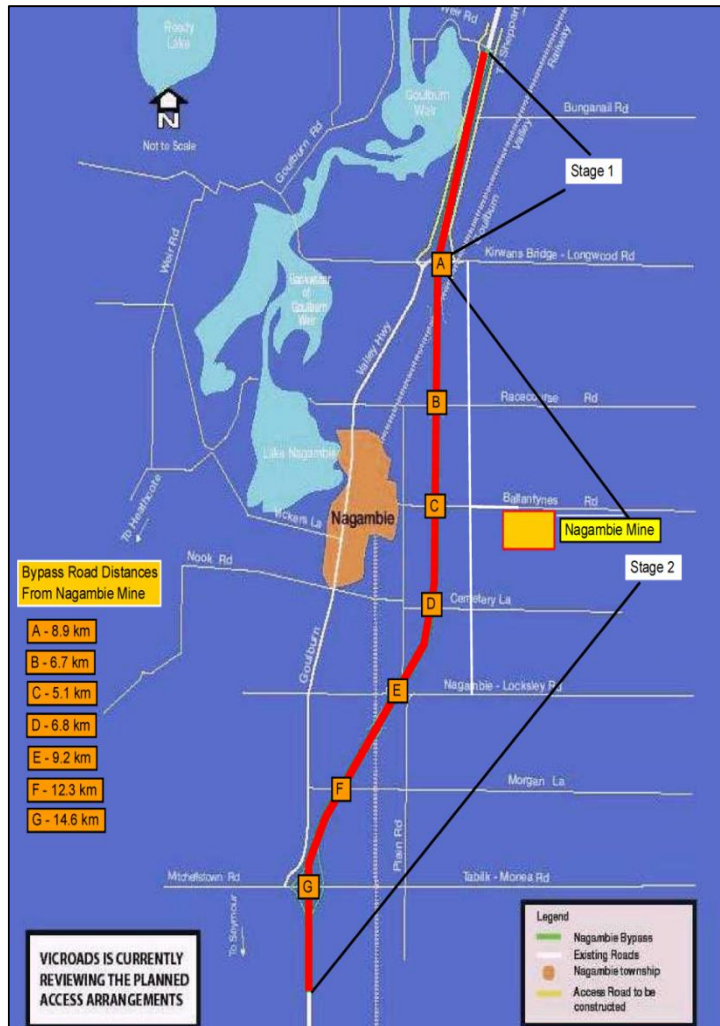 Reedy
Lake
N
Not to Scale
Weir Rd
To Sheppar
Railway
Goulburn
Weir
Bunganail Rd
Valley
Goulburn Rd
Stage 1
Weir Rd
Goulburn
A
Kirwans Bridge - Longwood Rd
Backwater
of
Goulburn
Weir
Valley Hwy
B
Racecourse Rd
Lake Nagambie
To Heathcote
Vickers La
Nagambie
C
Ballantynes Rd
Nagambie Mine
Stage 2
Nook Rd
Bypass Road Distances
From Nagambie Mine
D
Cemetery La
A - 8.9 km
B - 6.7 km
C - 5.1 km
D - 6.8 km
E - 9.2 km
F - 12.3 km
G - 14.6 km
Goulburn
E
Nagambie - Locksley Rd
F
Morgan La
Plain Rd
Mitchellstown Rd
G
Tabilk - Monea Rd
To Seymour
VICROADS IS CURRENTLY
REVIEWING THE PLANNED
ACCESS ARRANGEMENTS
Legend
Nagambie Bypass
Existing Roads
Nagambie township
Access Road to be
constructed